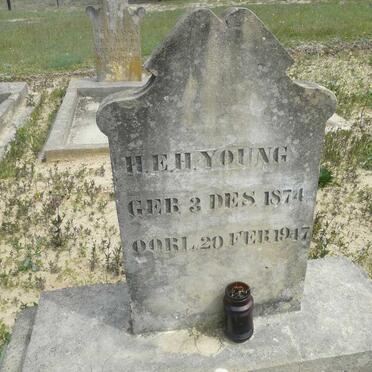 H.E.H. YOUNG
GEB 3 DES 1874
OORL. 20 FEB 1947